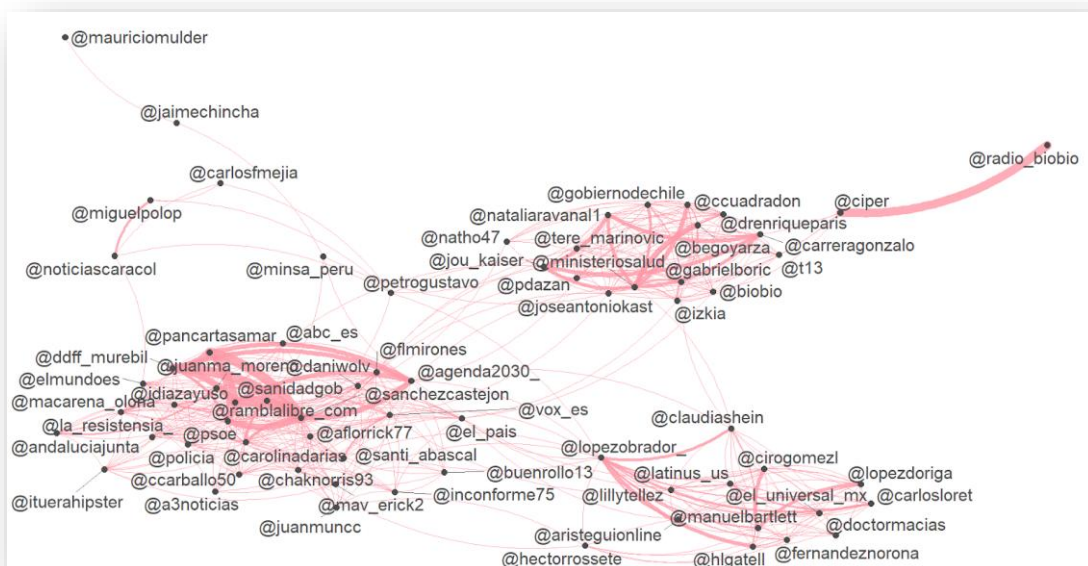 @mauriciomulder
@jaimechincha
@radio_biobio
@carlosfmejia
@gobiernodechile
@ccuadradon
@ciper
@miguelpolop
@nataliaravanal1
@drenriqueparis
@natho47
@tere_marinovic
@begoyarza
@carreragonzalo
@noticiascaracol
@minsa_peru
@jou_kaiser
@ministeriosalud
@gabrielboric
@t13
@petrogustavo
@pdazan
@biobio
@joseantoniokast
@izkia
@pancartasamar
@abc_es
@ddff_murebil
@juanma_moren
@daniwolv
@flmirones
@elmundoes
@agenda2030_
@idiazayuso
@sanidadgob
@sanchezcastejon
@macarena_olona
@ramblalibre_com
@vox_es
@claudiashein
@la_resistensia_
@psoe
@aflorrick77
@el_pais
@andaluciajunta
@policia
@carolinadarias
@santi_abascal
@lopezobrador_
@cirogomezl
@ccarballo50
@chaknorris93
@buenrollo13
@latinus_us
@lopezdoriga
@ituerahipster
@a3noticias
@mav_erick2
@inconforme75
@lillytellez
@el_universal_mx
@carlosloret
@juanmuncc
@manuelbartlett
@aristeguionline
@doctormacias
@hectorrossete
@hlgatell
@fernandeznorona